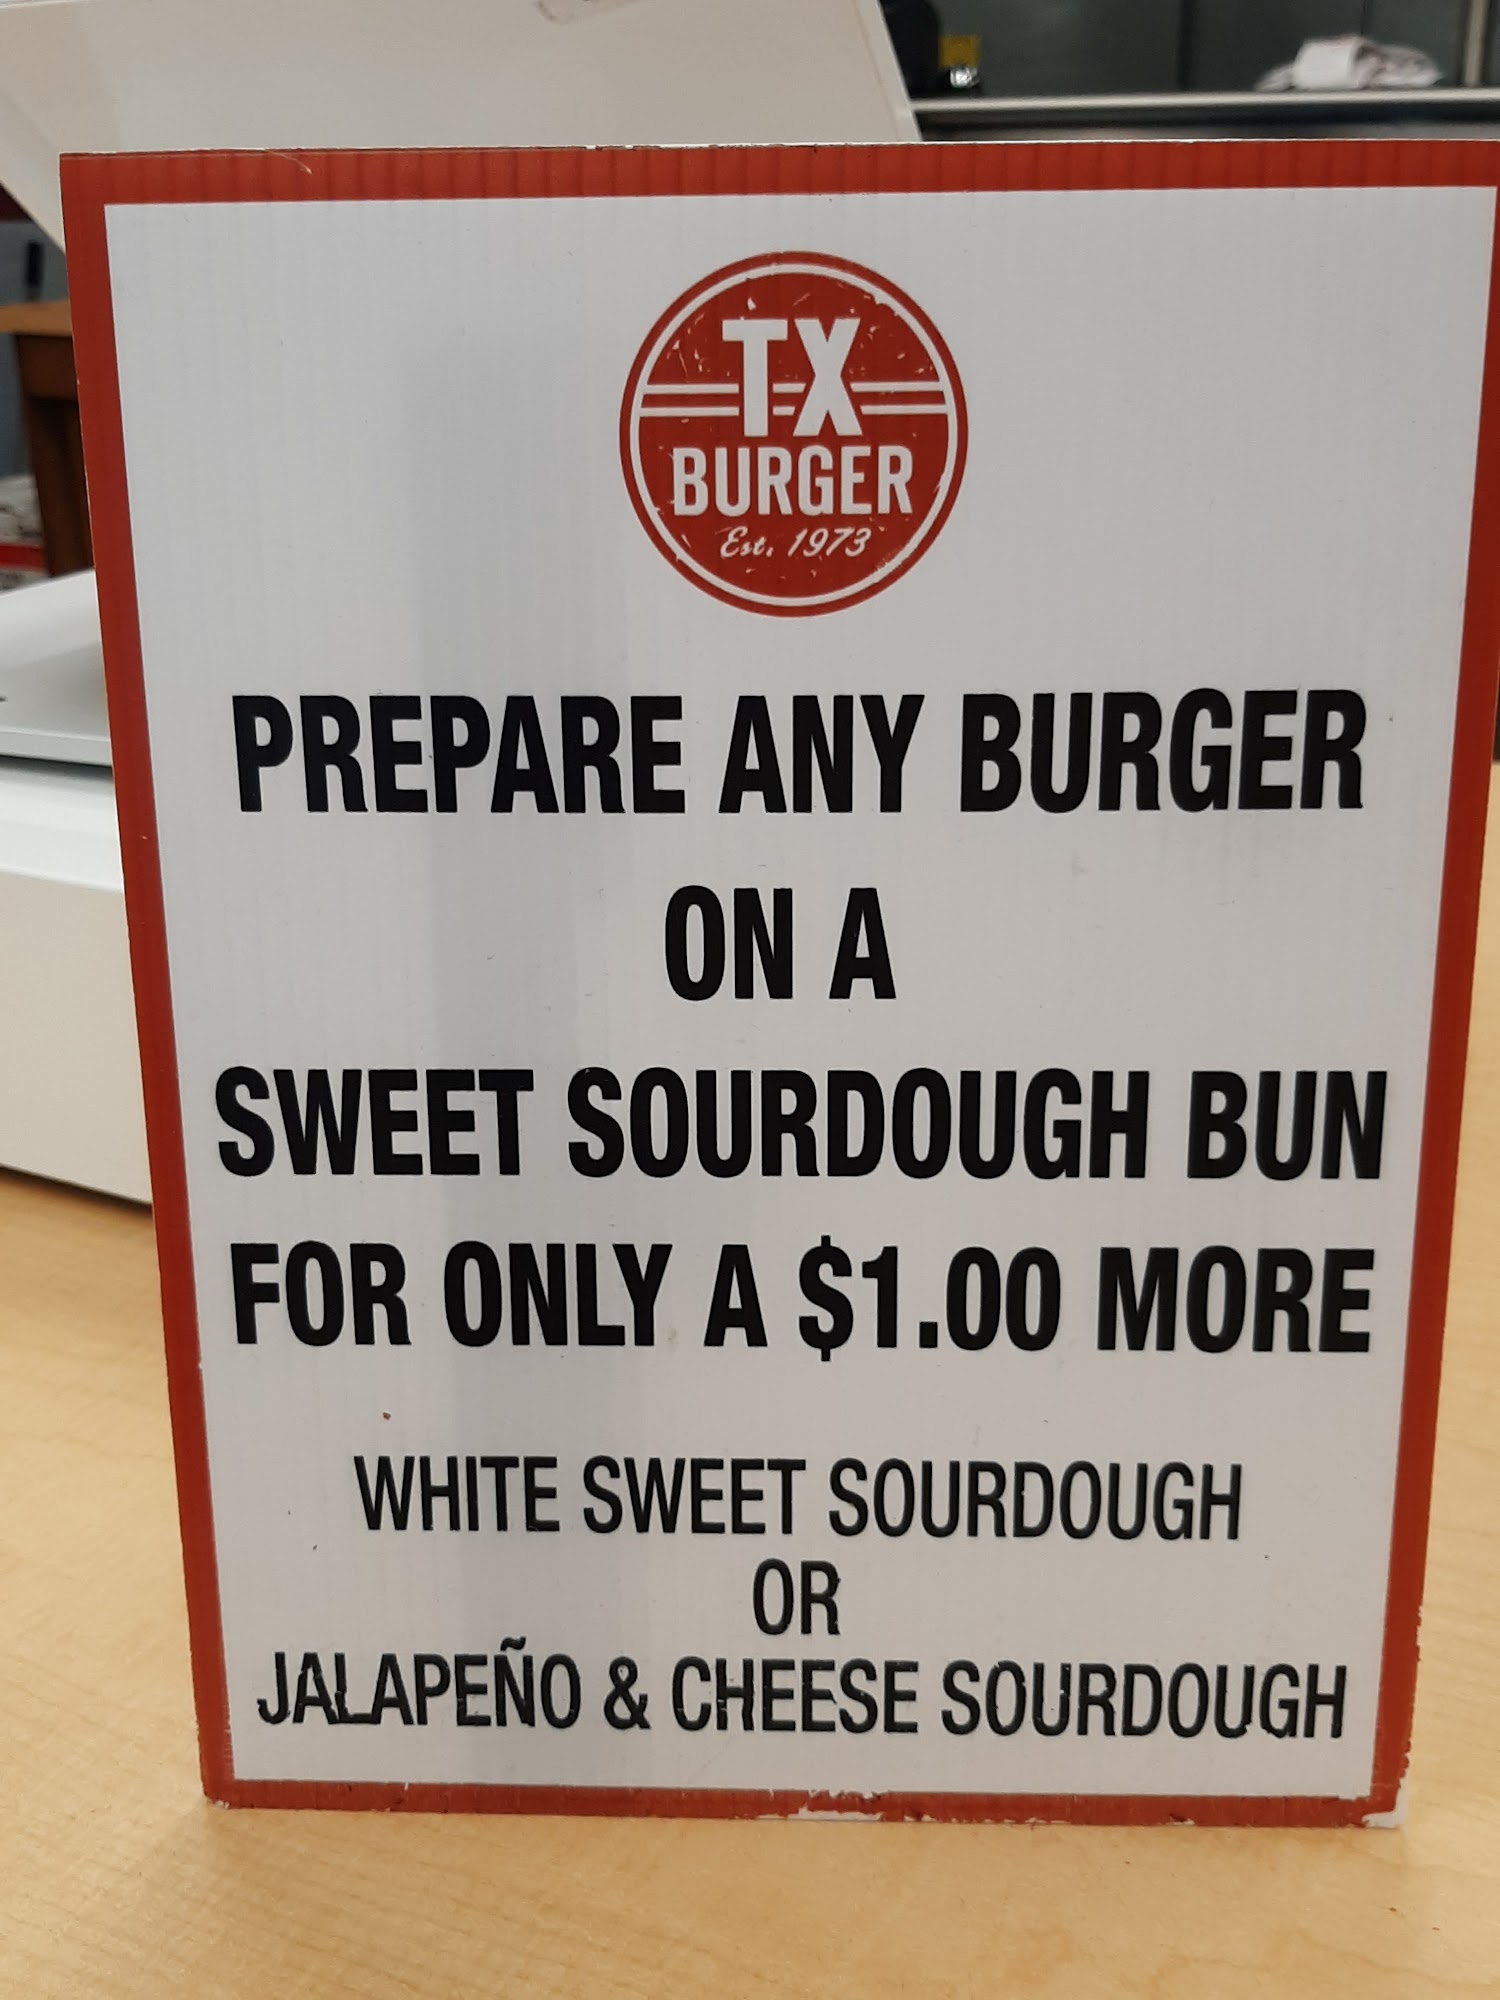 TX
BURGER
Est. 1973
PREPARE ANY BURGER
ON A
SWEET SOURDOUGH BUN
FOR ONLY A $1.00 MORE
WHITE SWEET SOURDOUGH
OR
JALAPEÑO & CHEESE SOURDOUGH